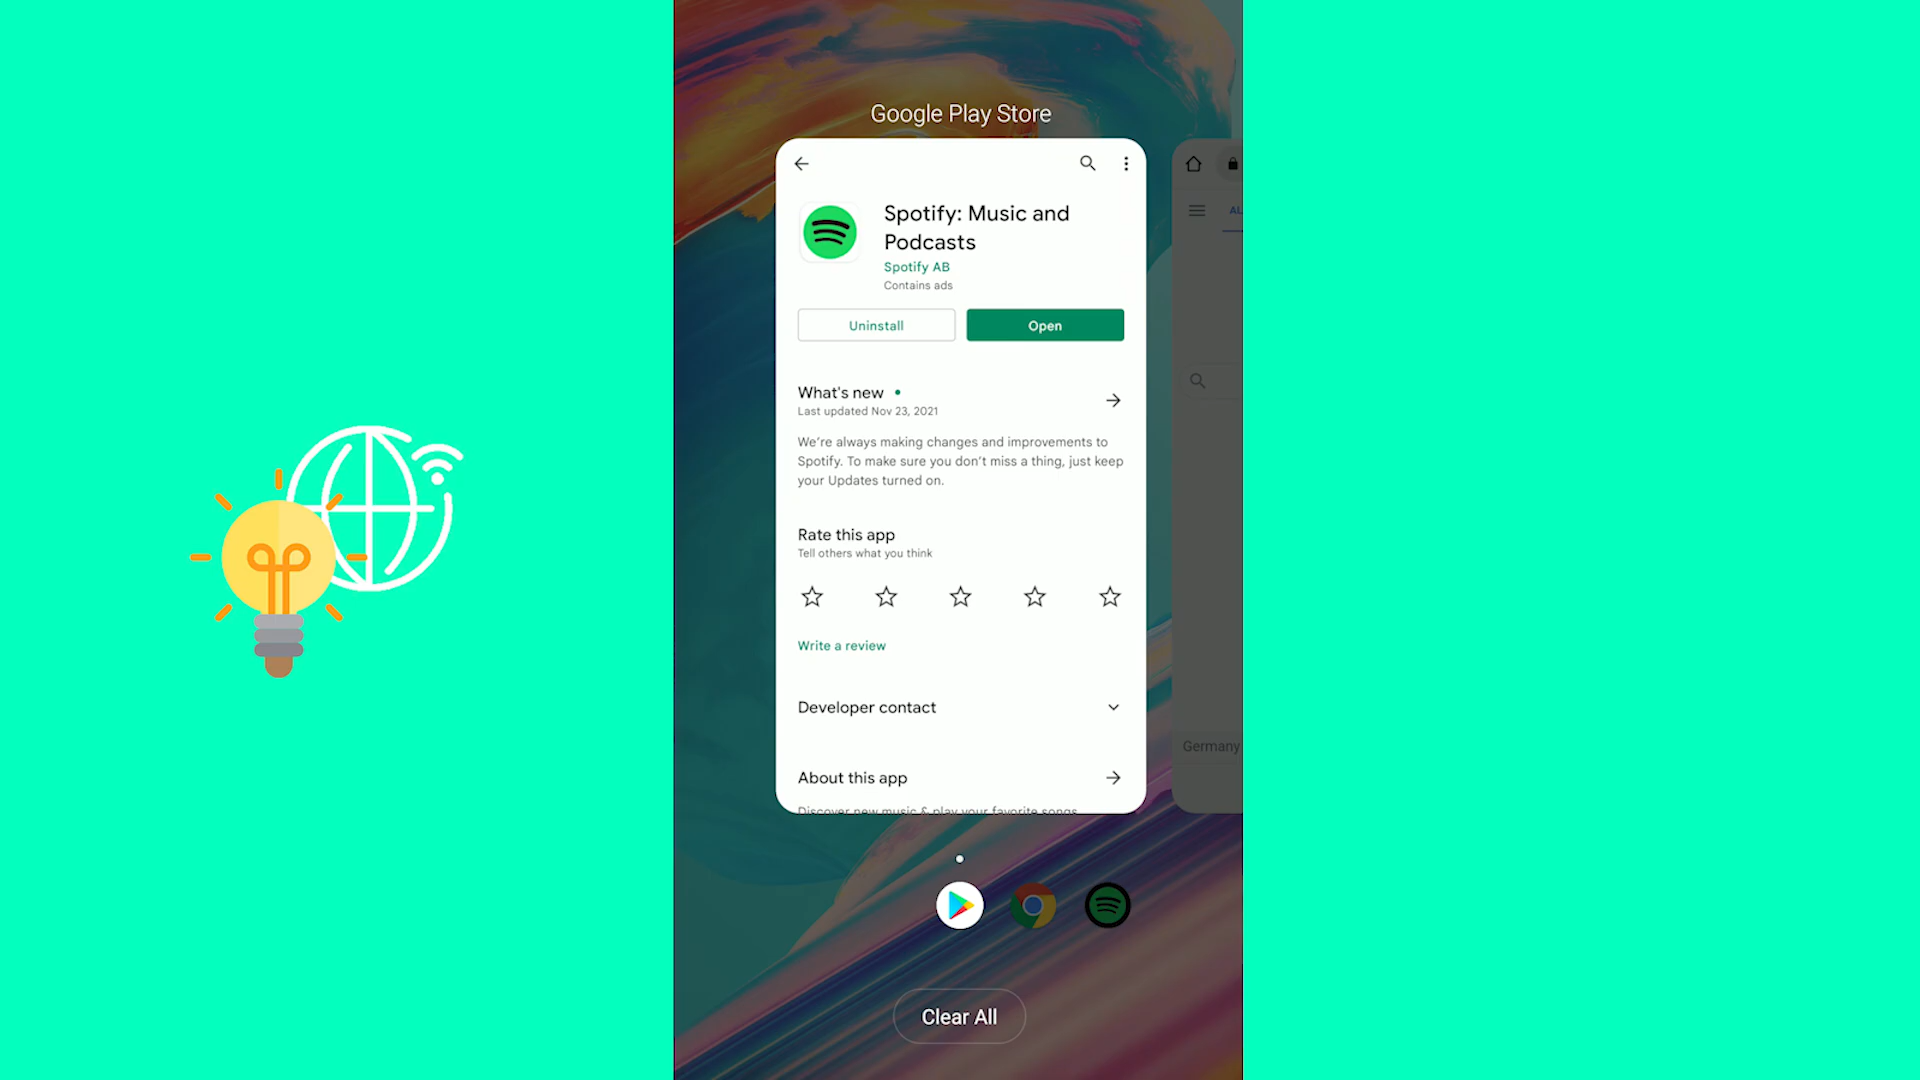 Google Play Store
Spotify: Music and
Podcasts
Spotify AB
Contains ads
Uninstall
Open
What's new
Last updated Nov 23, 2021
We're always making changes and improvements to
Spotify. To make sure you don't miss a thing, just keep
your Updates turned on.
Rate this app
Tell others what you think
Write a review
Developer contact
About this app
Discover new music & play your favorite songs
AL
Germany
Clear All